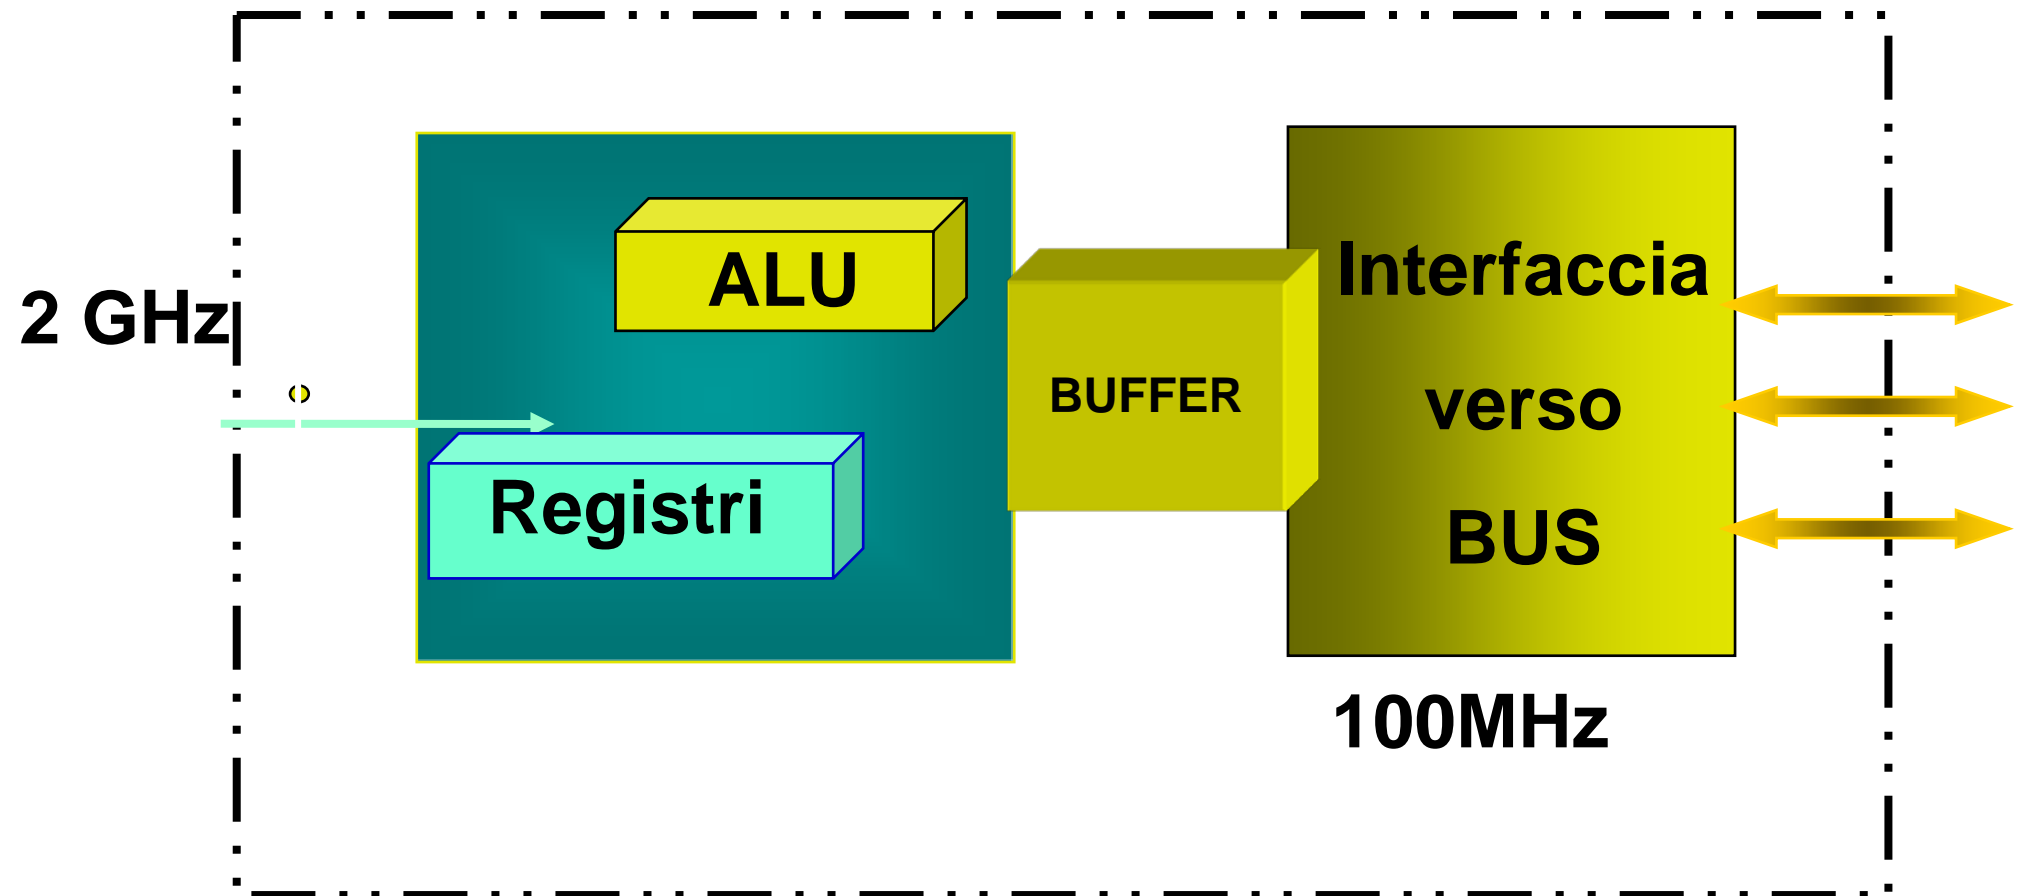 2 GHz
ALU
Registri
BUFFER
Interfaccia
verso
BUS
100MHz